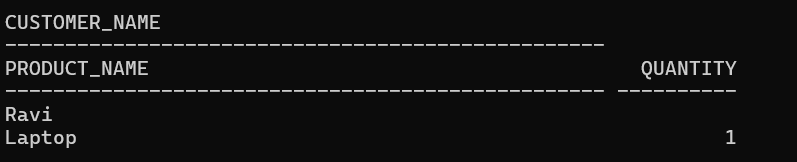 CUSTOMER_NAME
--------------------------------------------------
PRODUCT_NAME                                         QUANTITY
-------------------------------------------------- ----------
Ravi
Laptop                                                      1